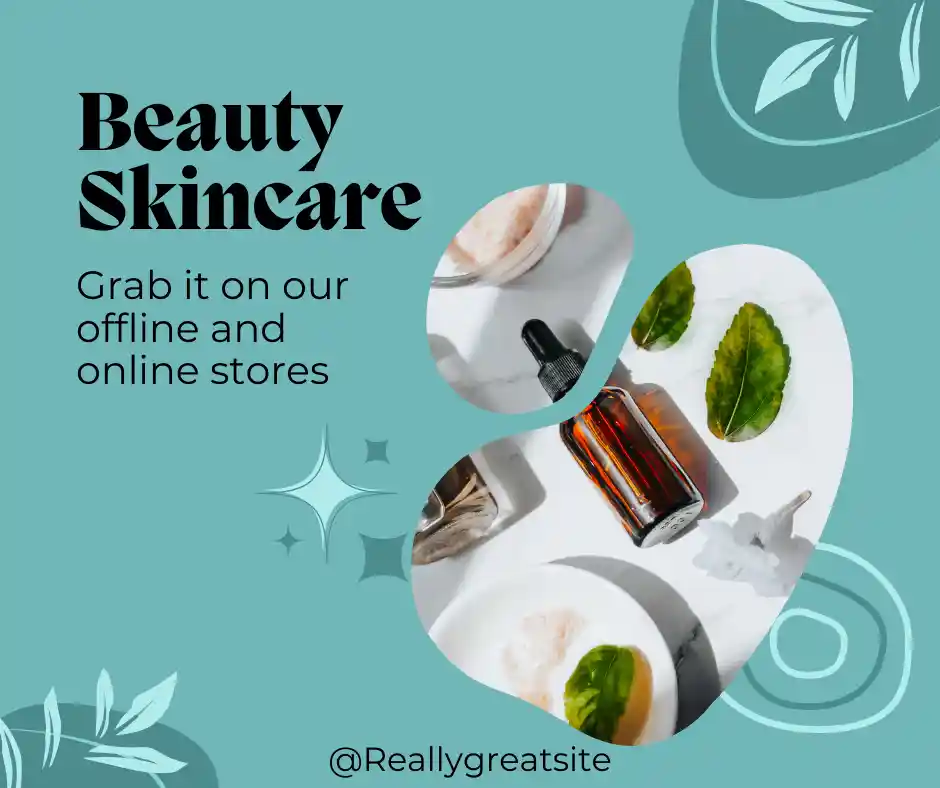 Beauty
Skincare
Grab it on our
offline and
online stores
@Reallygreatsite